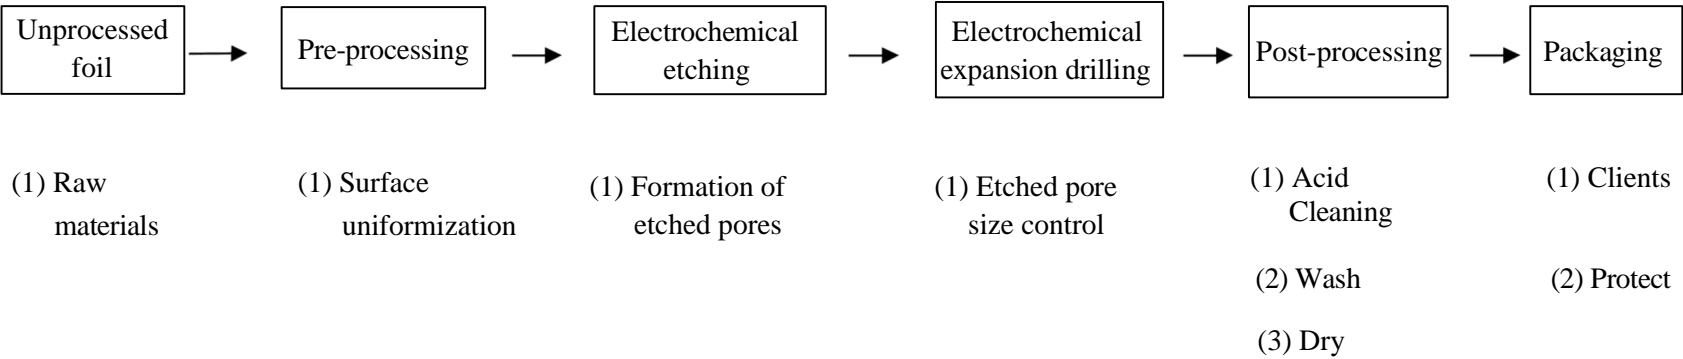 Unprocessed
foil
Pre-processing
Electrochemical
etching
Electrochemical
expansion drilling
Post-processing
Packaging
(1) Raw
materials
(1) Surface
uniformization
(1) Formation of
etched pores
(1) Etched pore
size control
(1) Acid
Cleaning
(2) Wash
(3) Dry
(1) Clients
(2) Protect